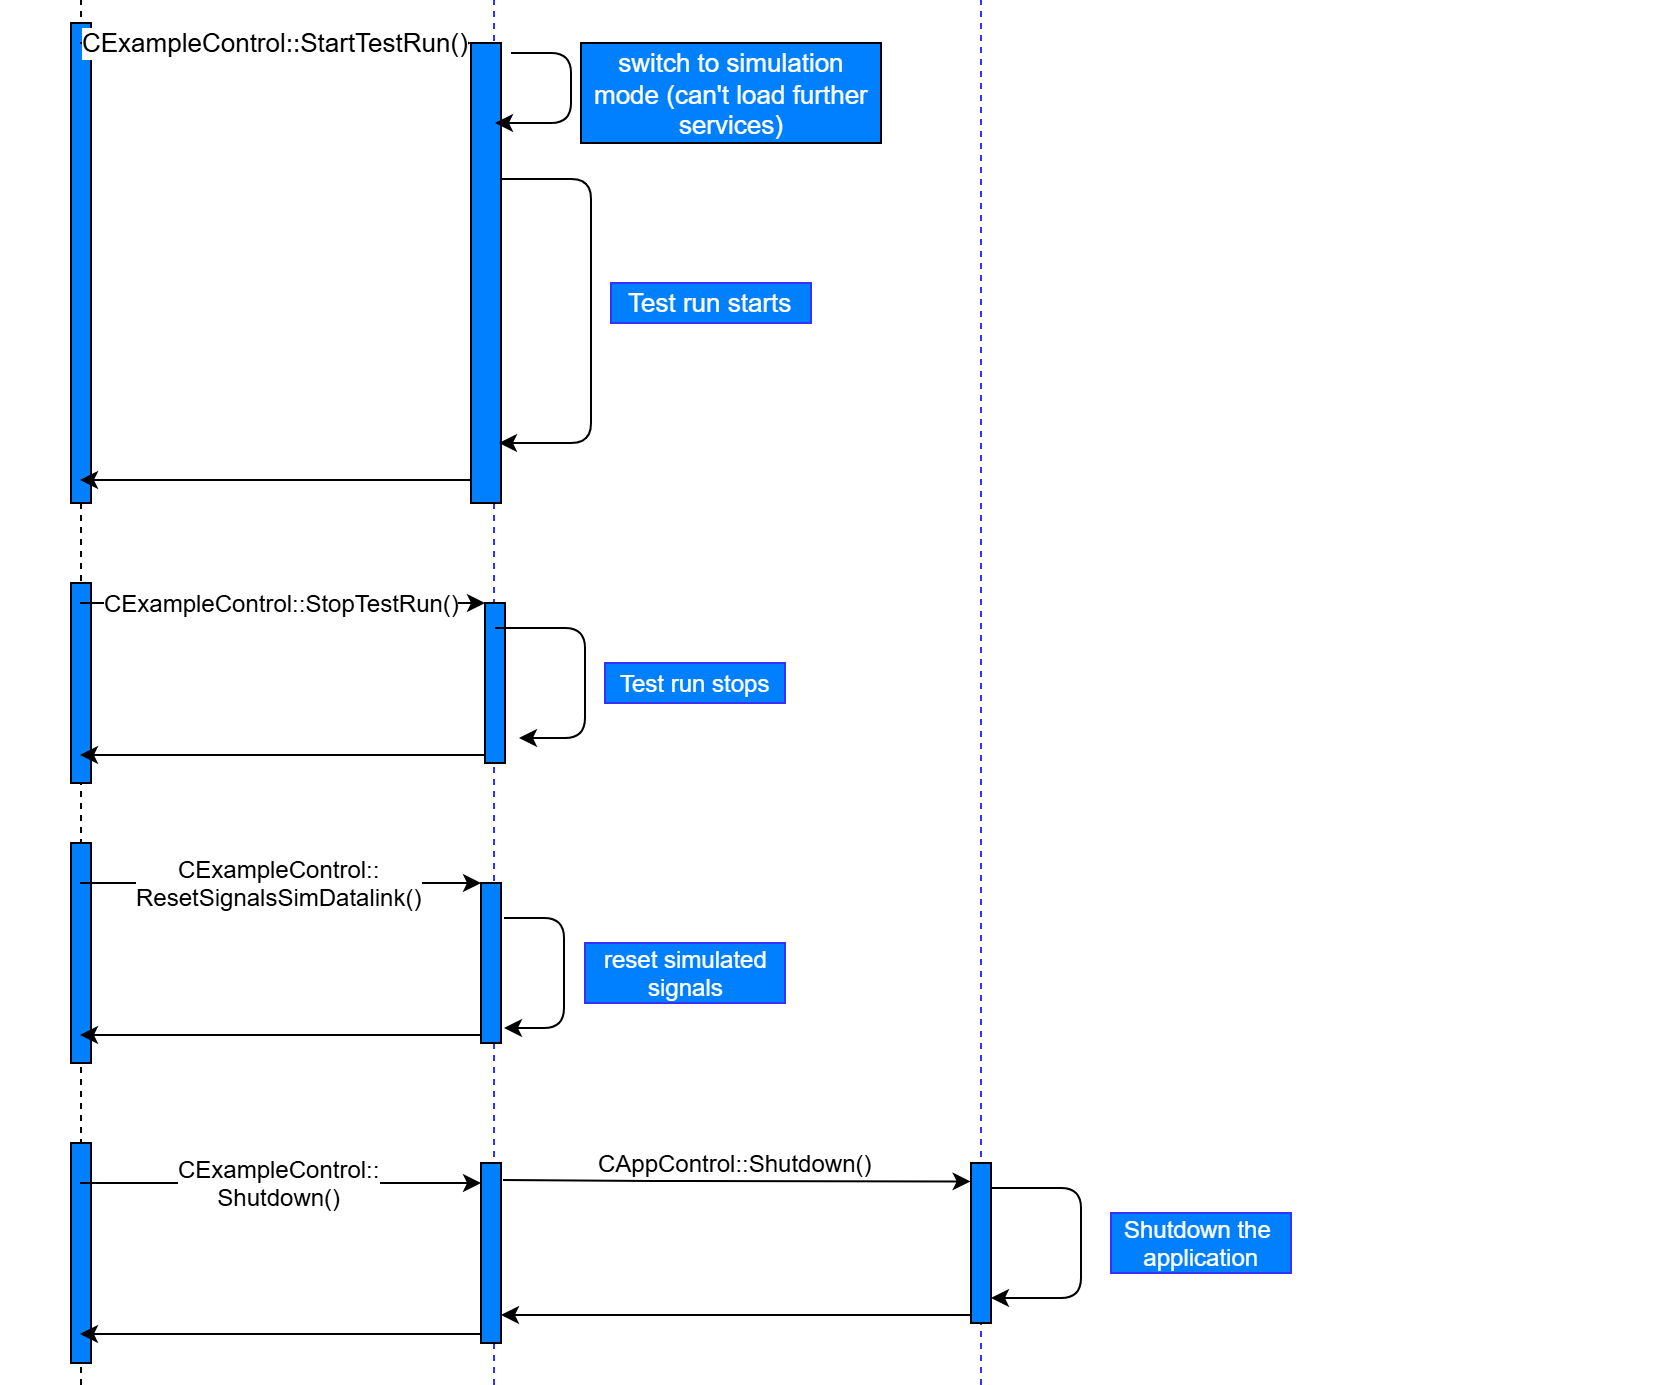 CExampleControl::StartTestRun()
switch to simulation
mode (can't load further
services)
Test run starts
CExampleControl::StopTestRun()
Test run stops
CExampleControl::
ResetSignalsSimDatalink()
reset simulated
signals
CExampleControl::
Shutdown()
CAppControl::Shutdown()
Shutdown the
application